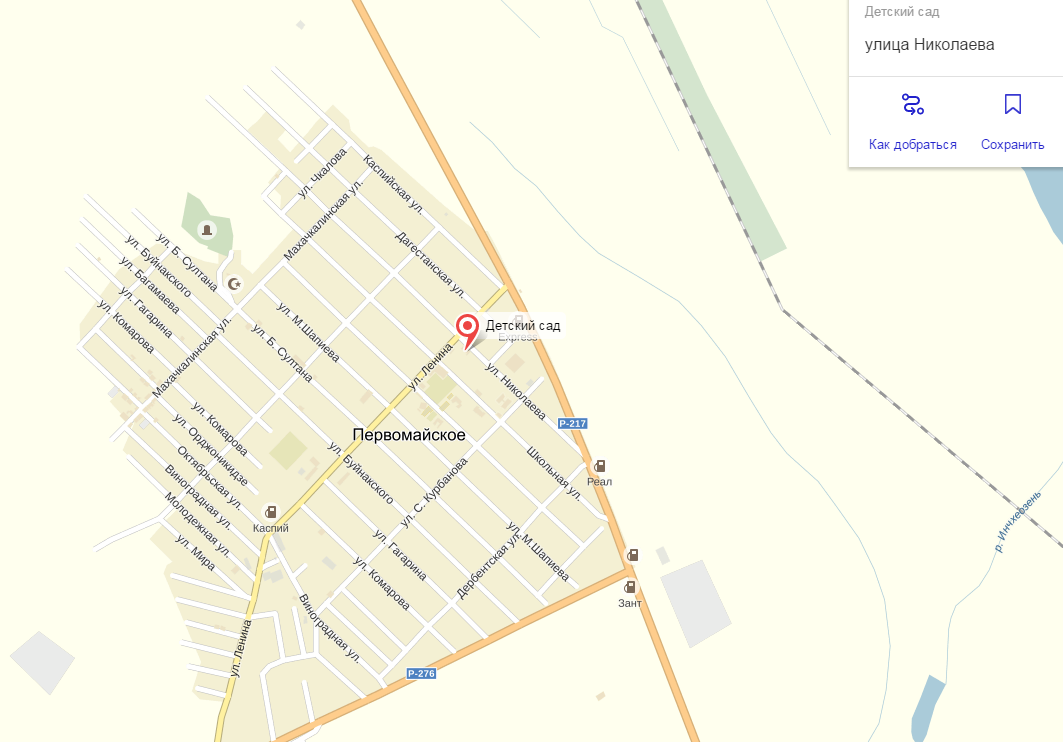 Детский сад
улица Николаева
Как добраться
Сохранить
ул. Чкалова
Каспийская ул.
Махачкалинская ул.
Дагестанская ул.
ул. Б. Султана
ул. Буйнакского
ул. Багамаева
ул. Гагарина
ул. Комарова
Махачкалинская ул.
ул. М.Шапиева
ул. Б. Султана
Детский сад
Express
ул. Ленина
ул. Николаева
Р-217
Первомайское
ул. Комарова
ул. Орджоникидзе
Октябрьская ул.
Виноградная ул.
Молодежная ул.
ул. Мира
ул. Буйнакского
ул. С. Курбанова
Школьная ул.
Реал
Каспий
ул. Гагарина
ул. Комарова
Дербентская ул.
ул. М.Шапиева
Зант
р. Инчхеозень
Виноградная ул.
ул. Ленина
Р-276